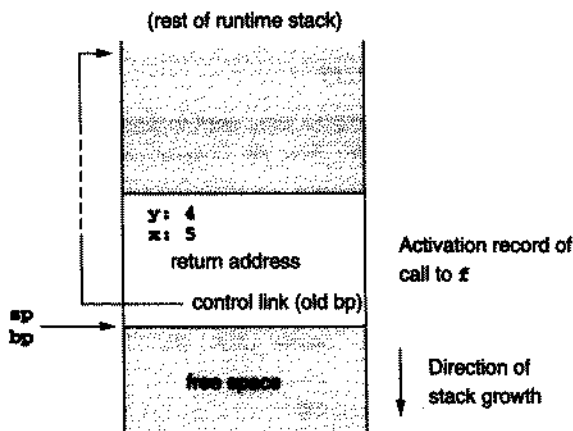 (rest of runtime stack)
y: 4
x: 5
return address
control link (old bp)
Activation record of
call to f
sp
bp
free space
Direction of
stack growth